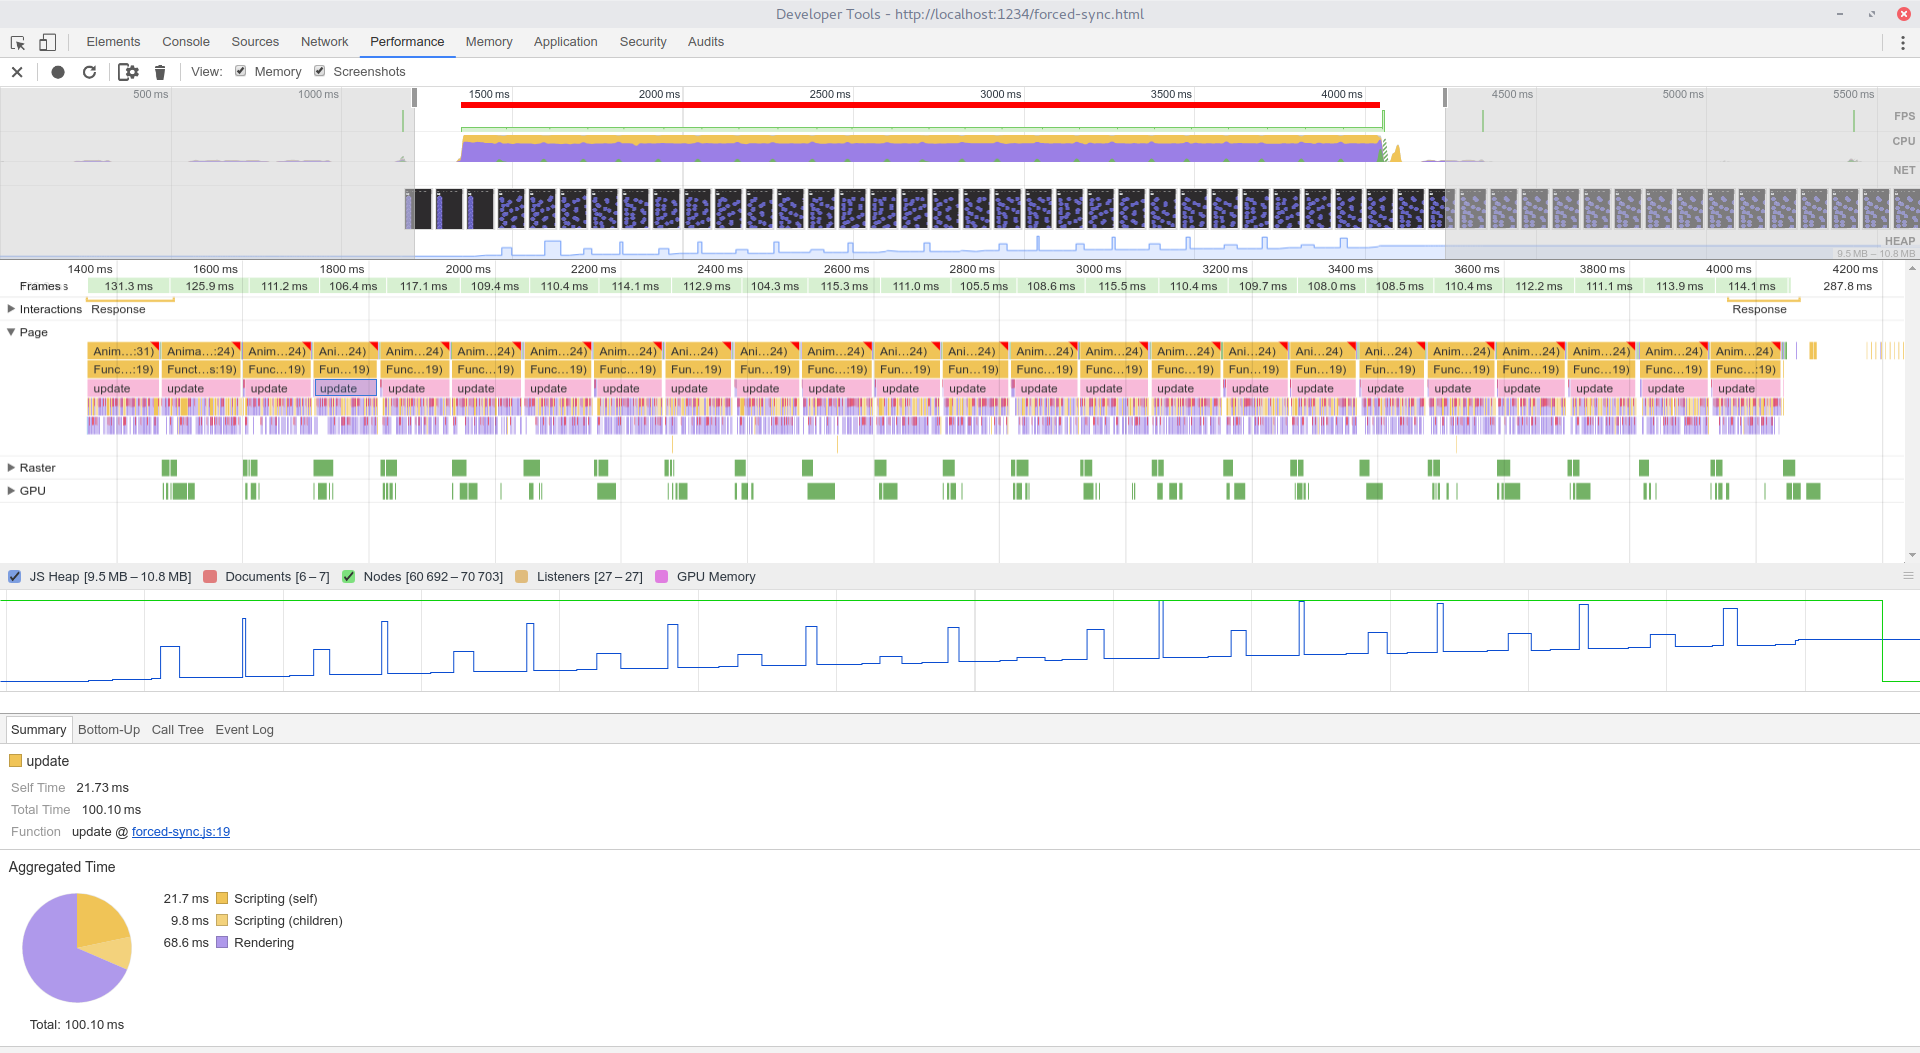 Developer Tools - http://localhost:1234/forced-sync.html
Elements Console Sources Network Performance Memory Application Security Audits
View: Memory Screenshots
500 ms 1000 ms 1500 ms 2000 ms 2500 ms 3000 ms 3500 ms 4000 ms 4500 ms 5000 ms 5500 ms
FPS
CPU
NET
HEAP
9.5 MB – 10.8 MB
1400 ms 1600 ms 1800 ms 2000 ms 2200 ms 2400 ms 2600 ms 2800 ms 3000 ms 3200 ms 3400 ms 3600 ms 3800 ms 4000 ms 4200 ms
Frames s 131.3 ms 125.9 ms 111.2 ms 106.4 ms 117.1 ms 109.4 ms 110.4 ms 114.1 ms 112.9 ms 104.3 ms 115.3 ms 111.0 ms 105.5 ms 108.6 ms 115.5 ms 110.4 ms 109.7 ms 108.0 ms 108.5 ms 110.4 ms 112.2 ms 111.1 ms 113.9 ms 114.1 ms 287.8 ms
Interactions Response Response
Page
Anim…:31) Anima…:24) Anim…24) Ani…24) Anim…24) Anim…24) Anim…24) Anim…24) Ani…24) Ani…24) Anim…24) Ani…24) Ani…24) Anim…24) Anim…24) Anim…24) Ani…24) Ani…24) Ani…24) Anim…24) Anim…24) Anim…24) Anim…24) Anim…24)
Func…:19) Funct…s:19) Func…19) Fun…19) Func…19) Func…19) Func…19) Func…19) Fun…19) Fun…19) Func…19) Func…19) Fun…19) Func…19) Func…19) Func…19) Func…19) Fun…19) Fun…19) Func…19) Func…19) Func…19) Func…19) Func…:19)
update update update update update update update update update update update update update update update update update update update update update update update update
Raster
GPU
JS Heap [9.5 MB – 10.8 MB] Documents [6 – 7] Nodes [60 692 – 70 703] Listeners [27 – 27] GPU Memory
Summary Bottom-Up Call Tree Event Log
update
Self Time 21.73 ms
Total Time 100.10 ms
Function update @ forced-sync.js:19
Aggregated Time
21.7 ms Scripting (self)
9.8 ms Scripting (children)
68.6 ms Rendering
Total: 100.10 ms